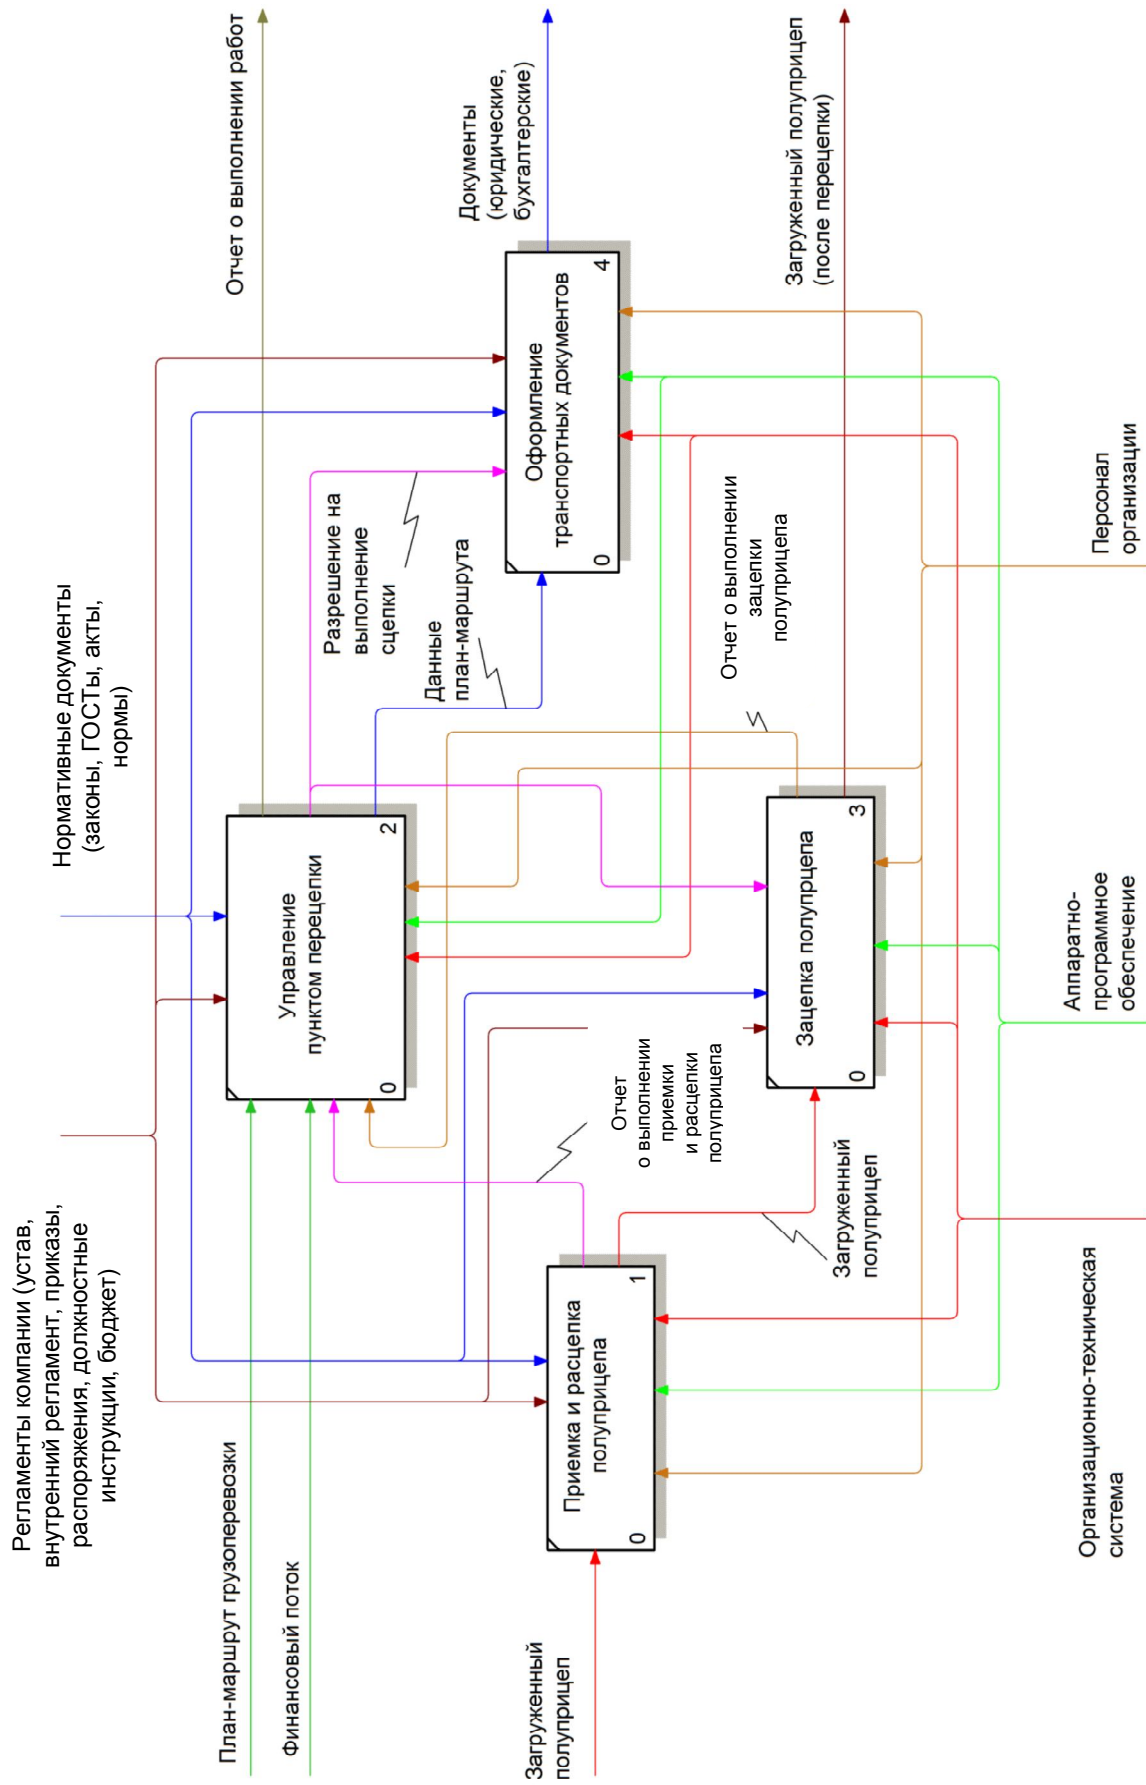 Регламенты компании (устав,
внутренний регламент, приказы,
распоряжения, должностные
инструкции, бюджет)
Нормативные документы
(законы, ГОСТы, акты,
нормы)
План-маршрут грузоперевозки
Финансовый поток
Загруженный
полуприцеп
Приемка и расцепка
полуприцепа
0
1
Управление
пунктом перецепки
0
2
Зацепка полупрцепа
0
3
Оформление
транспортных документов
0
4
Отчет
о выполнении
приемки
и расцепки
полуприцепа
Загруженный
полуприцеп
Разрешение на
выполнение
сцепки
Данные
план-маршрута
Отчет о выполнении
зацепки
полуприцепа
Отчет о выполнении работ
Документы
(юридические,
бухгалтерские)
Загруженный полуприцеп
(после перецепки)
Организационно-техническая
система
Аппаратно-
программное
обеспечение
Персонал
организации